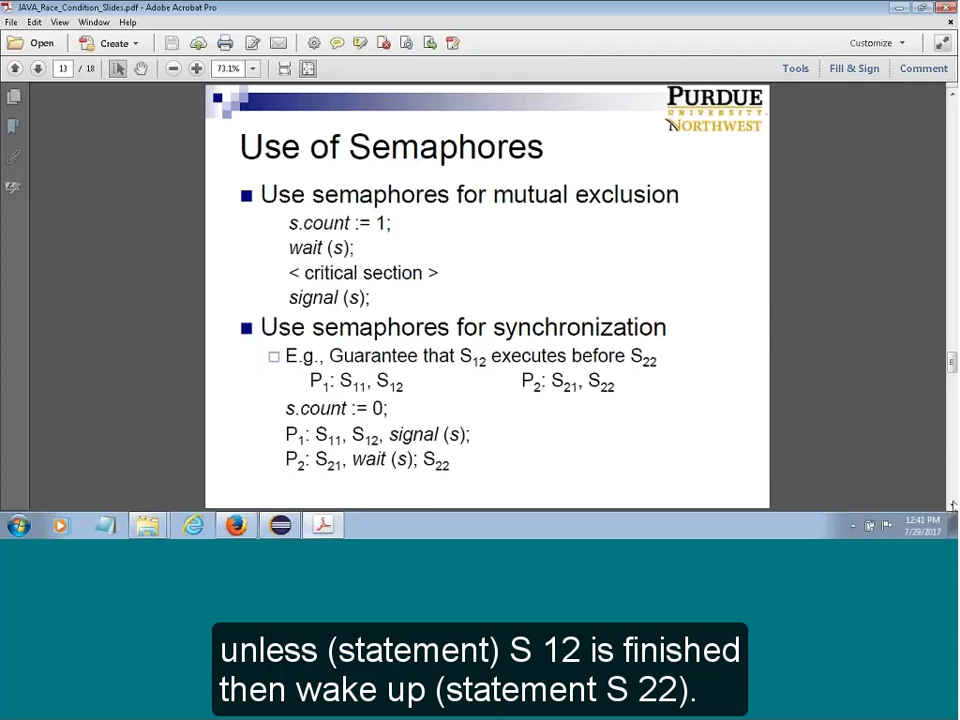 JAVA_Race_Condition_Slides.pdf - Adobe Acrobat Pro
File Edit View Window Help
Open Create Customize
13 / 18 73.1% Tools Fill & Sign Comment
PURDUE
UNIVERSITY.
NORTHWEST
Use of Semaphores
Use semaphores for mutual exclusion
s.count := 1;
wait (s);
< critical section >
signal (s);
Use semaphores for synchronization
E.g., Guarantee that S12 executes before S22
P1: S11, S12 P2: S21, S22
s.count := 0;
P1: S11, S12, signal (s);
P2: S21, wait (s); S22
12:41 PM
7/29/2017
unless (statement) S 12 is finished
then wake up (statement S 22).